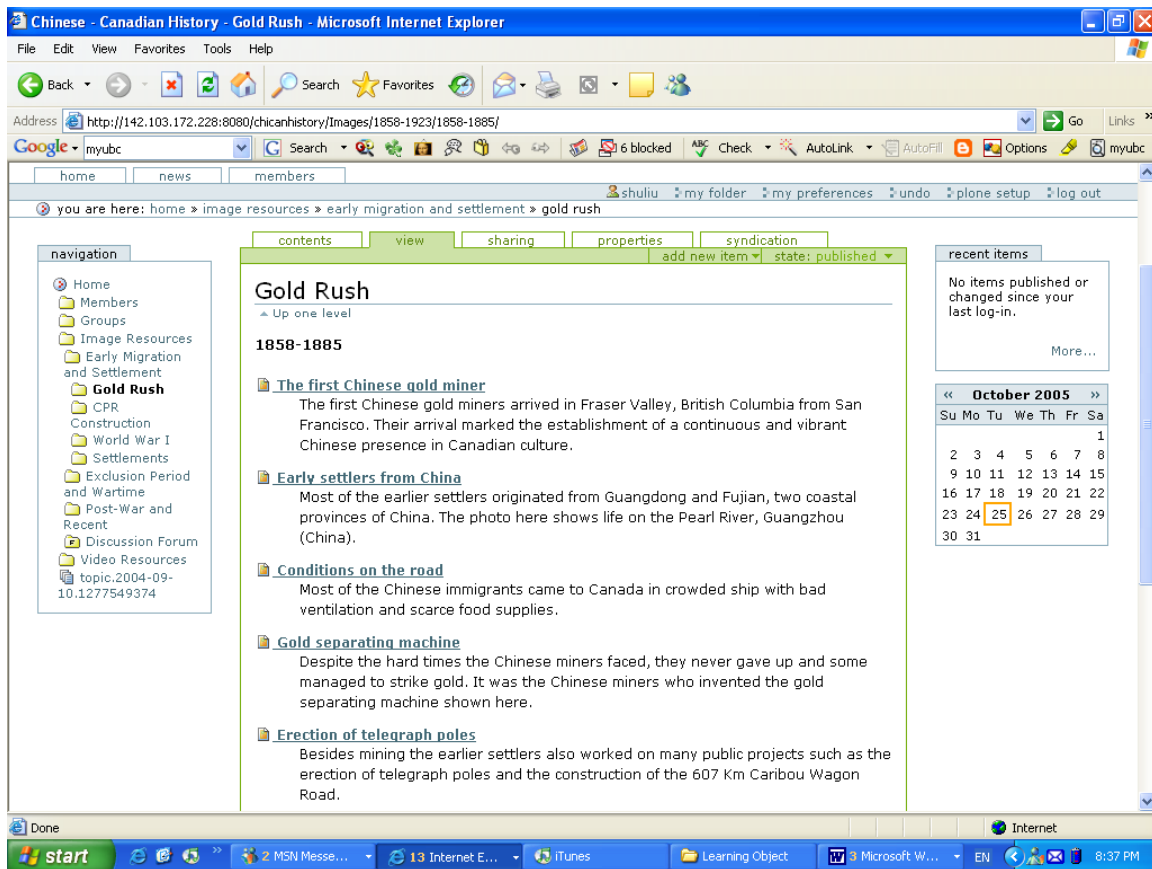 Chinese - Canadian History - Gold Rush - Microsoft Internet Explorer
File Edit View Favorites Tools Help
Back Search Favorites
Address http://142.103.172.228:8080/chicanhistory/Images/1858-1923/1858-1885/ Go Links »
Google myubc Search 6 blocked ABC Check AutoLink AutoFill Options myubc
home news members
shuliu my folder my preferences undo plone setup log out
you are here: home » image resources » early migration and settlement » gold rush
navigation
Home
Members
Groups
Image Resources
Early Migration
and Settlement
Gold Rush
CPR
Construction
World War I
Settlements
Exclusion Period
and Wartime
Post-War and
Recent
Discussion Forum
Video Resources
topic.2004-09-
10.1277549374
contents view sharing properties syndication
add new item state: published
Gold Rush
Up one level
1858-1885
The first Chinese gold miner
The first Chinese gold miners arrived in Fraser Valley, British Columbia from San
Francisco. Their arrival marked the establishment of a continuous and vibrant
Chinese presence in Canadian culture.
Early settlers from China
Most of the earlier settlers originated from Guangdong and Fujian, two coastal
provinces of China. The photo here shows life on the Pearl River, Guangzhou
(China).
Conditions on the road
Most of the Chinese immigrants came to Canada in crowded ship with bad
ventilation and scarce food supplies.
Gold separating machine
Despite the hard times the Chinese miners faced, they never gave up and some
managed to strike gold. It was the Chinese miners who invented the gold
separating machine shown here.
Erection of telegraph poles
Besides mining the earlier settlers also worked on many public projects such as the
erection of telegraph poles and the construction of the 607 Km Caribou Wagon
Road.
recent items
No items published or
changed since your
last log-in.
More...
« October 2005 »
Su Mo Tu We Th Fr Sa
1
2 3 4 5 6 7 8
9 10 11 12 13 14 15
16 17 18 19 20 21 22
23 24 25 26 27 28 29
30 31
Done Internet
start » 2 MSN Messe... 13 Internet E... iTunes Learning Object 3 Microsoft W... EN 8:37 PM